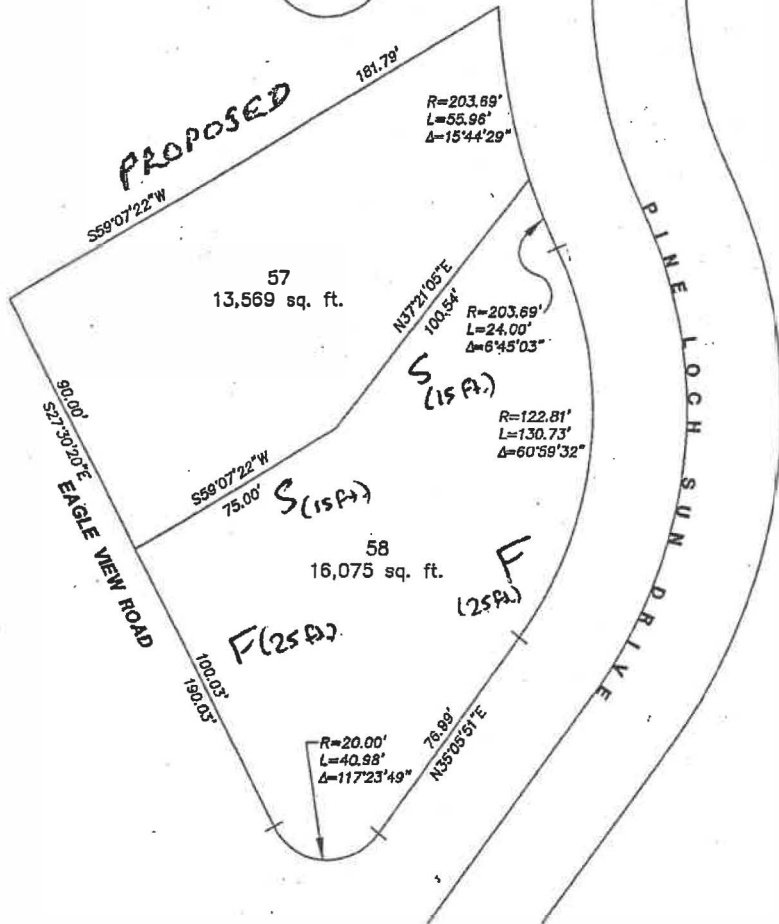 181.79'
PROPOSED
S59°07'22"W
R=203.69'
L=55.96'
Δ=15°44'29"
57
13,569 sq. ft.
N37°21'05"E
100.54'
R=203.69'
L=24.00'
Δ=6°45'03"
PINE LOCH SUN DRIVE
S
(15 ft.)
90.00'
S27°30'20"E
EAGLE VIEW ROAD
R=122.81'
L=130.73'
Δ=60°59'32"
S59°07'22"W
75.00'
S (15 ft.)
58
16,075 sq. ft.
F
(25 ft.)
F (25 ft.)
100.03'
190.03'
76.99'
N35°05'51"E
R=20.00'
L=40.98'
Δ=117°23'49"